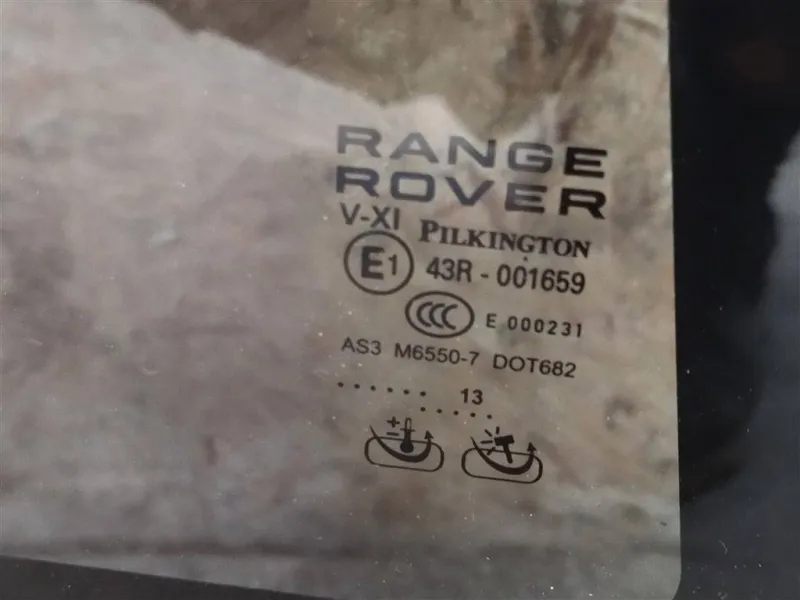 RANGE
ROVER
V-XI PILKINGTON
E1 43R - 001659
CCC E 000231
AS3 M6550-7 DOT682
...... 13
.....